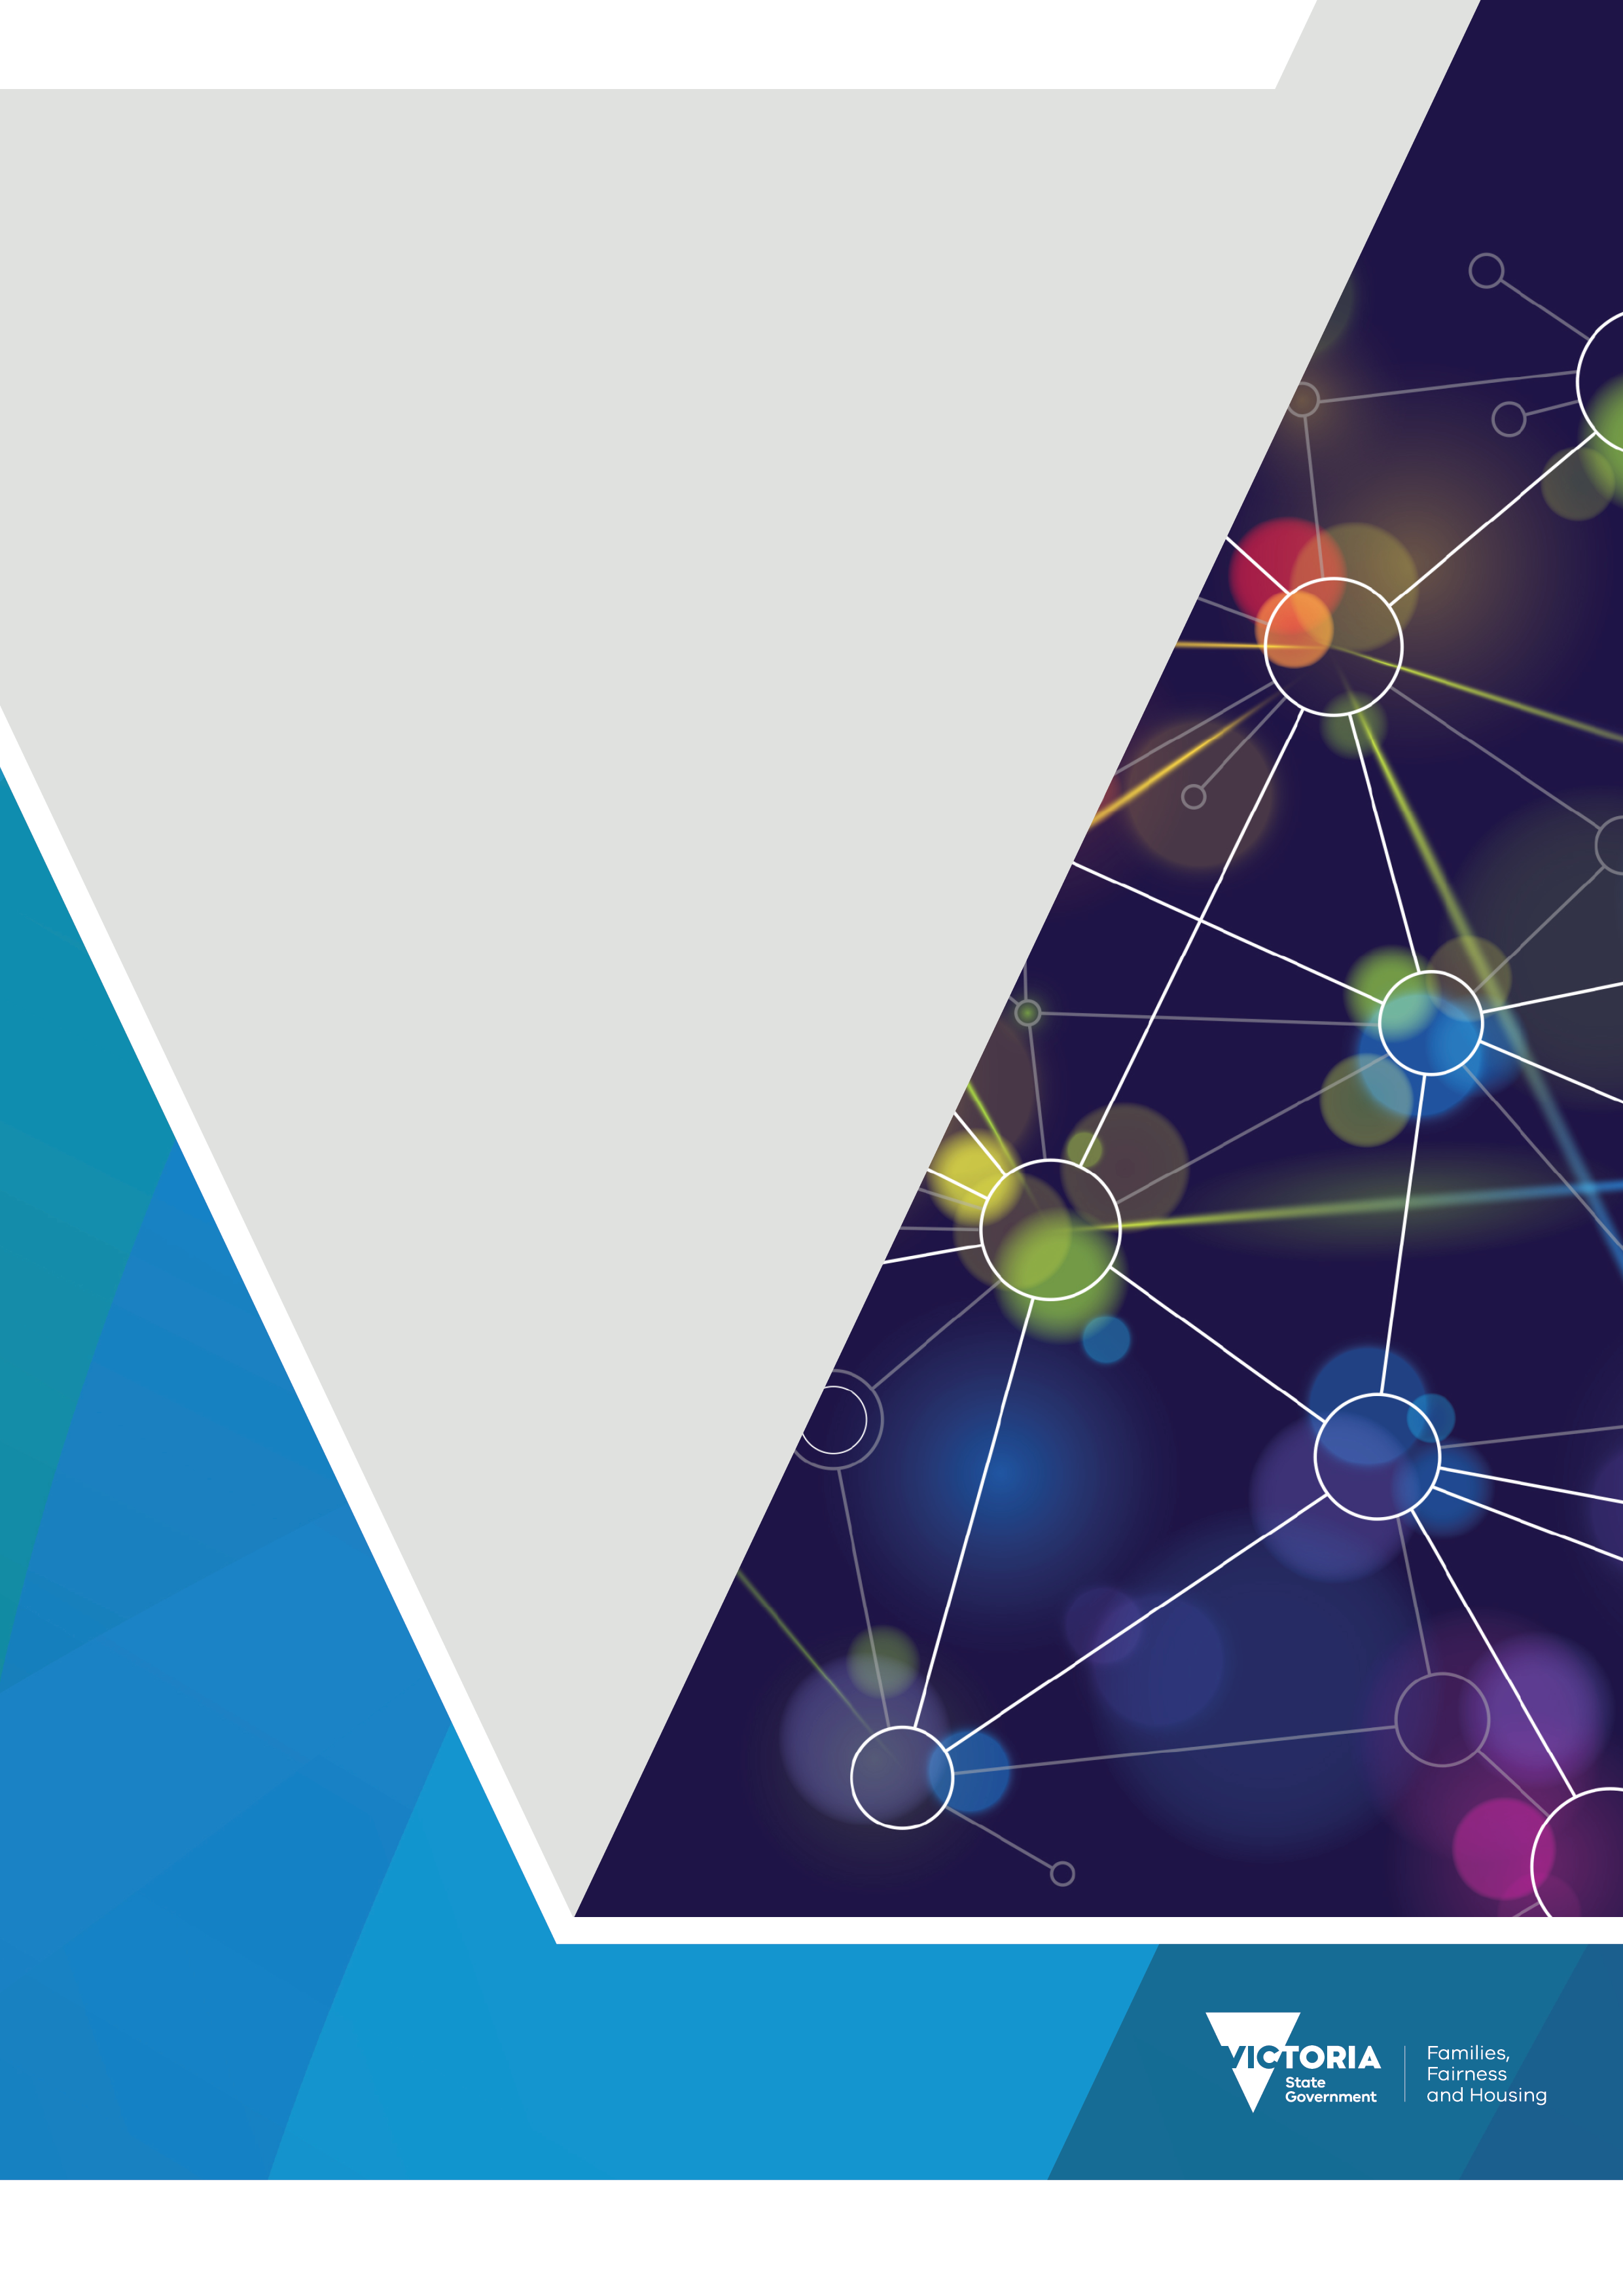 VICTORIA
State
Government
Families,
Fairness
and Housing